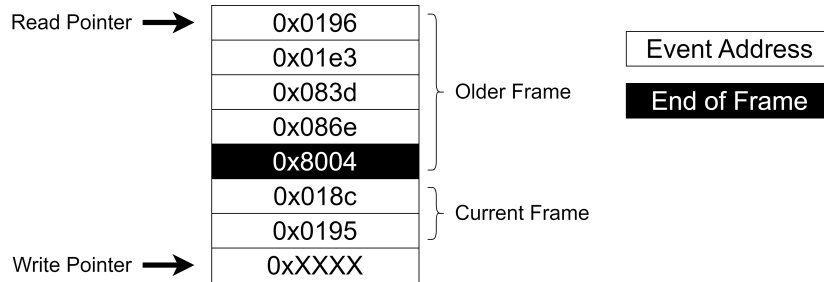 Read Pointer
0x0196
0x01e3
0x083d
0x086e
0x8004
0x018c
0x0195
0xXXXX
Write Pointer
Older Frame
Current Frame
Event Address
End of Frame